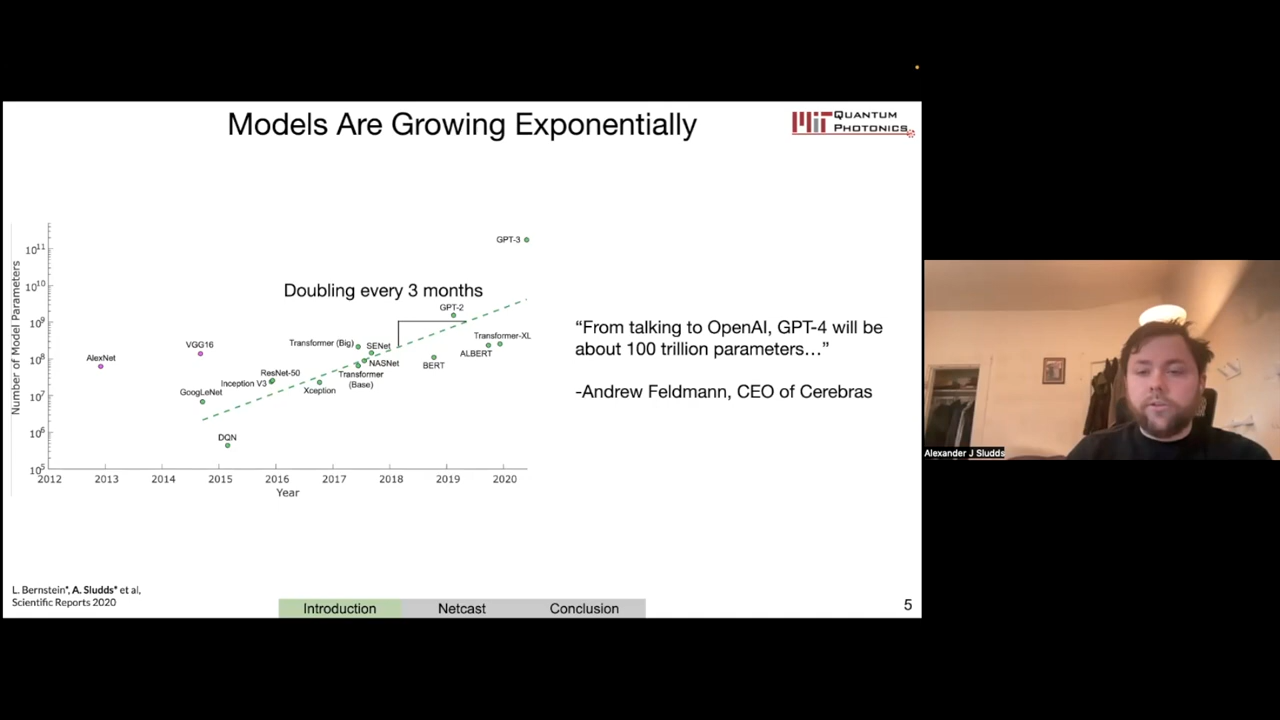 Models Are Growing Exponentially
MIT QUANTUM
PHOTONICS
Number of Model Parameters
10^11
10^10
10^9
10^8
10^7
10^6
10^5
2012 2013 2014 2015 2016 2017 2018 2019 2020
Year
Doubling every 3 months
GPT-3
GPT-2
Transformer-XL
ALBERT
BERT
Transformer (Big)
SENet
NASNet
Transformer
(Base)
Xception
ResNet-50
Inception V3
GoogLeNet
DQN
VGG16
AlexNet
“From talking to OpenAI, GPT-4 will be
about 100 trillion parameters…”
-Andrew Feldmann, CEO of Cerebras
L. Bernstein*, A. Sludds* et al,
Scientific Reports 2020
Introduction Netcast Conclusion
5
Alexander J Sludds